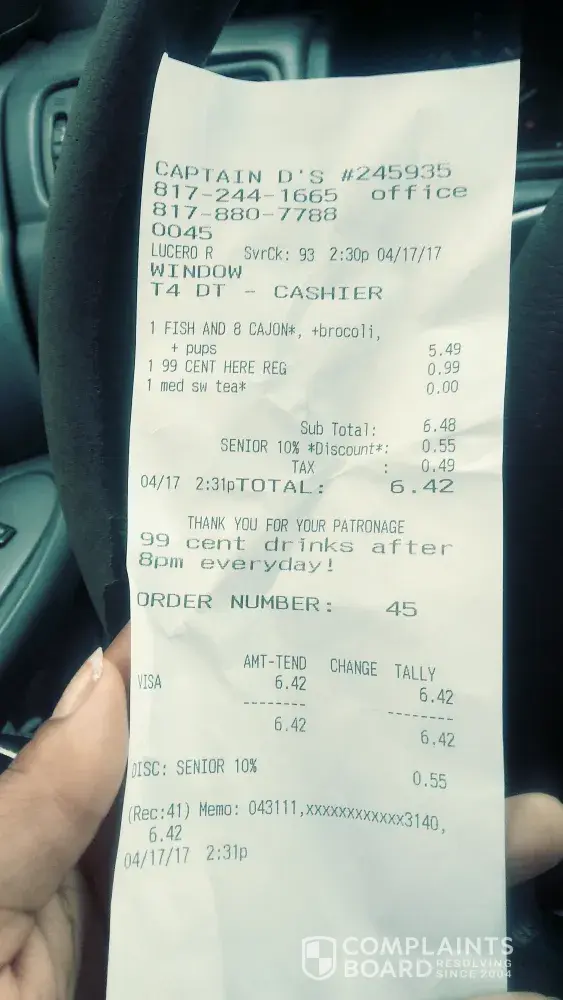 CAPTAIN D'S #245935
817-244-1665 office
817-880-7788
0045
LUCERO R SvrCk: 93 2:30p 04/17/17
WINDOW
T4 DT - CASHIER
1 FISH AND 8 CAJON*, +brocoli,
+ pups 5.49
1 99 CENT HERE REG 0.99
1 med sw tea* 0.00
Sub Total: 6.48
SENIOR 10% *Discount*: 0.55
TAX : 0.49
04/17 2:31pTOTAL: 6.42
THANK YOU FOR YOUR PATRONAGE
99 cent drinks after
8pm everyday!
ORDER NUMBER: 45
AMT-TEND CHANGE TALLY
VISA 6.42 6.42
-------- --------
6.42 6.42
DISC: SENIOR 10% 0.55
(Rec:41) Memo: 043111,xxxxxxxxxxxx3140,
6.42
04/17/17 2:31p
COMPLAINTS
BOARD RESOLVING
SINCE 2004